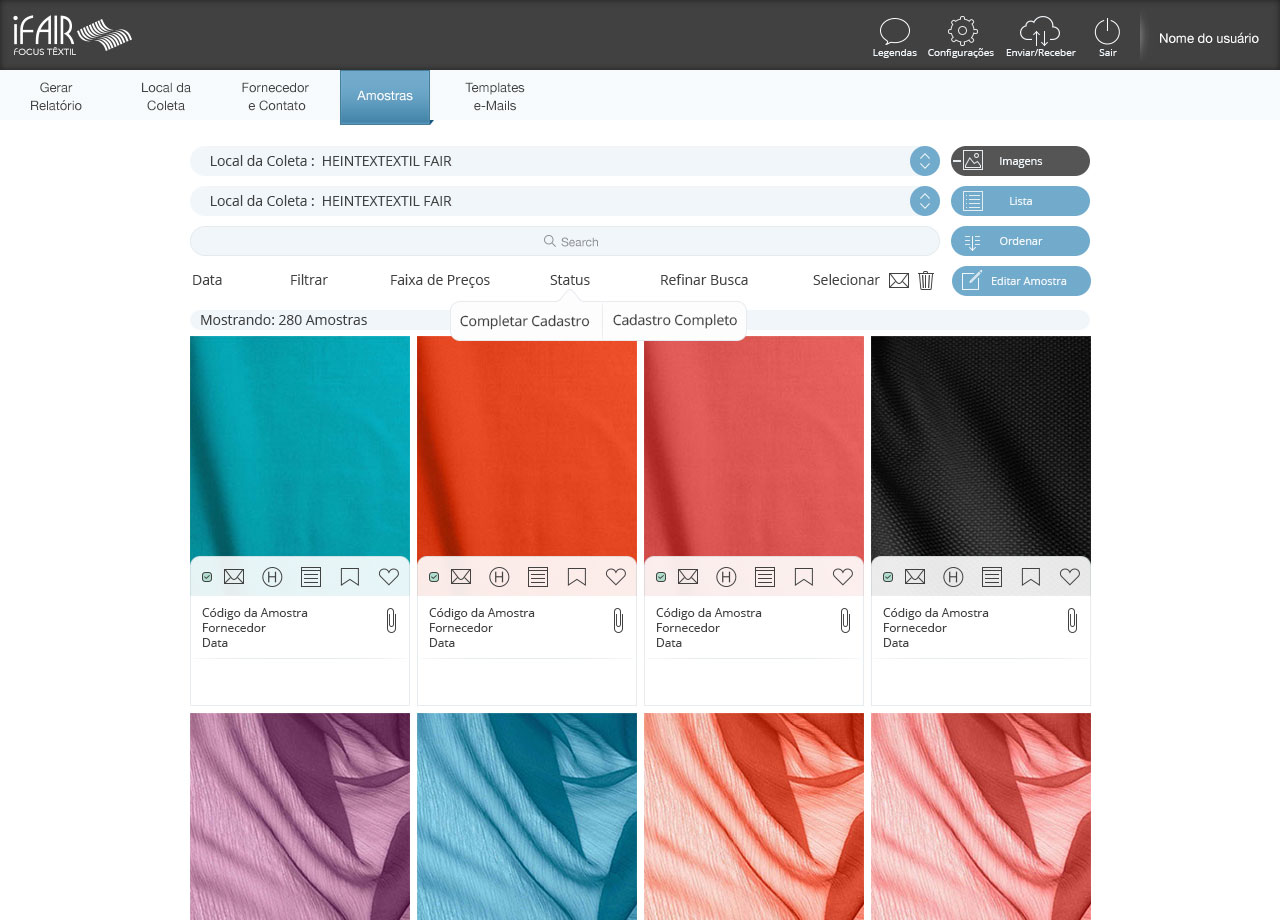 iFAIR
FOCUS TÊXTIL
Legendas
Configurações
Enviar/Receber
Sair
Nome do usuário
Gerar
Relatório
Local da
Coleta
Fornecedor
e Contato
Amostras
Templates
e-Mails
Local da Coleta : HEINTEXTEXTIL FAIR
Imagens
Local da Coleta : HEINTEXTEXTIL FAIR
Lista
Search
Ordenar
Data
Filtrar
Faixa de Preços
Status
Refinar Busca
Selecionar
Editar Amostra
Mostrando: 280 Amostras
Completar Cadastro
Cadastro Completo
H
H
H
H
Código da Amostra
Fornecedor
Data
Código da Amostra
Fornecedor
Data
Código da Amostra
Fornecedor
Data
Código da Amostra
Fornecedor
Data